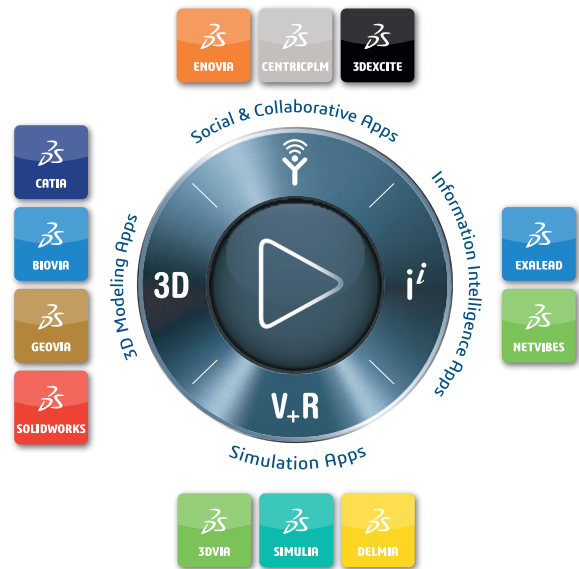 ENOVIA
CENTRICPLM
3DEXCITE
Social & Collaborative Apps
CATIA
BIOVIA
GEOVIA
SOLIDWORKS
3D Modeling Apps
3D
i i
Information Intelligence Apps
EXALEAD
NETVIBES
V+R
Simulation Apps
3DVIA
SIMULIA
DELMIA